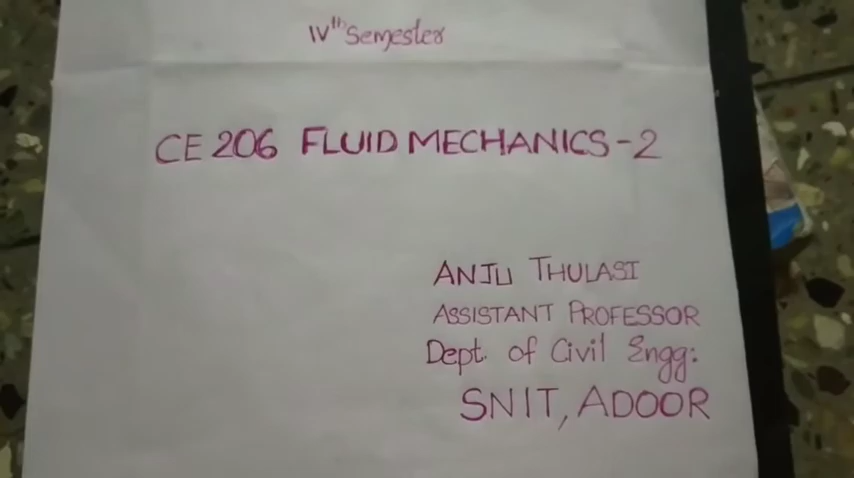 IVth Semester
CE 206 FLUID MECHANICS-2
ANJU THULASI
ASSISTANT PROFESSOR
Dept. of Civil Engg:
SNIT, ADOOR